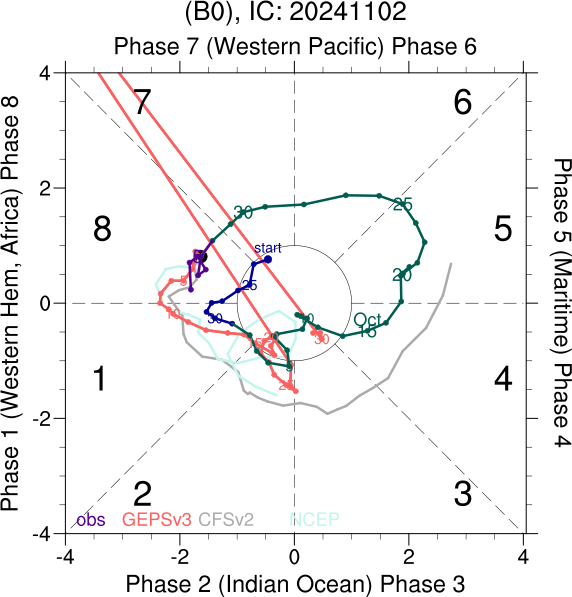 (B0), IC: 20241102
Phase 7 (Western Pacific) Phase 6
4
2
0
-2
-4
Phase 1 (Western Hem, Africa) Phase 8
Phase 5 (Maritime) Phase 4
7
6
8
5
1
4
2
3
30
25
start
25
20
30
Oct
15
30
obs GEPSv3 CFSv2 NCEP
-4 -2 0 2 4
Phase 2 (Indian Ocean) Phase 3